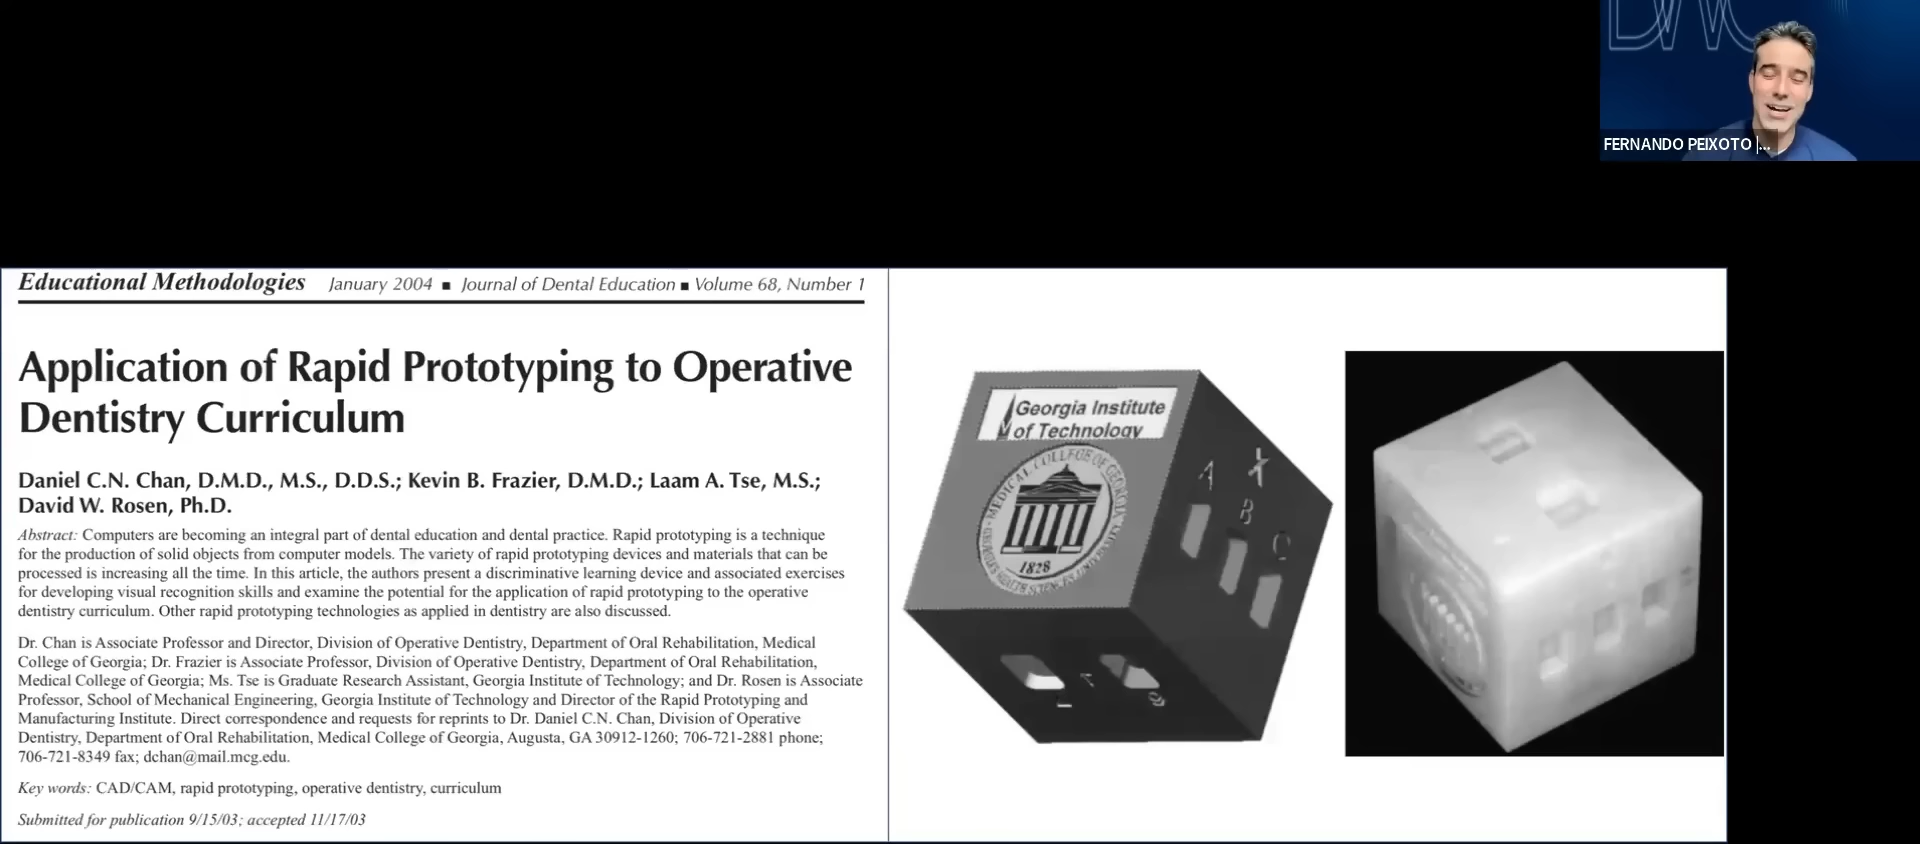 FERNANDO PEIXOTO |...
Educational Methodologies January 2004 ■ Journal of Dental Education ■ Volume 68, Number 1
Application of Rapid Prototyping to Operative
Dentistry Curriculum
Daniel C.N. Chan, D.M.D., M.S., D.D.S.; Kevin B. Frazier, D.M.D.; Laam A. Tse, M.S.;
David W. Rosen, Ph.D.
Abstract: Computers are becoming an integral part of dental education and dental practice. Rapid prototyping is a technique
for the production of solid objects from computer models. The variety of rapid prototyping devices and materials that can be
processed is increasing all the time. In this article, the authors present a discriminative learning device and associated exercises
for developing visual recognition skills and examine the potential for the application of rapid prototyping to the operative
dentistry curriculum. Other rapid prototyping technologies as applied in dentistry are also discussed.
Dr. Chan is Associate Professor and Director, Division of Operative Dentistry, Department of Oral Rehabilitation, Medical
College of Georgia; Dr. Frazier is Associate Professor, Division of Operative Dentistry, Department of Oral Rehabilitation,
Medical College of Georgia; Ms. Tse is Graduate Research Assistant, Georgia Institute of Technology; and Dr. Rosen is Associate
Professor, School of Mechanical Engineering, Georgia Institute of Technology and Director of the Rapid Prototyping and
Manufacturing Institute. Direct correspondence and requests for reprints to Dr. Daniel C.N. Chan, Division of Operative
Dentistry, Department of Oral Rehabilitation, Medical College of Georgia, Augusta, GA 30912-1260; 706-721-2881 phone;
706-721-8349 fax; dchan@mail.mcg.edu.
Key words: CAD/CAM, rapid prototyping, operative dentistry, curriculum
Submitted for publication 9/15/03; accepted 11/17/03
Georgia Institute
of Technology
MEDICAL COLLEGE OF GEORGIA
1828
A
B
C